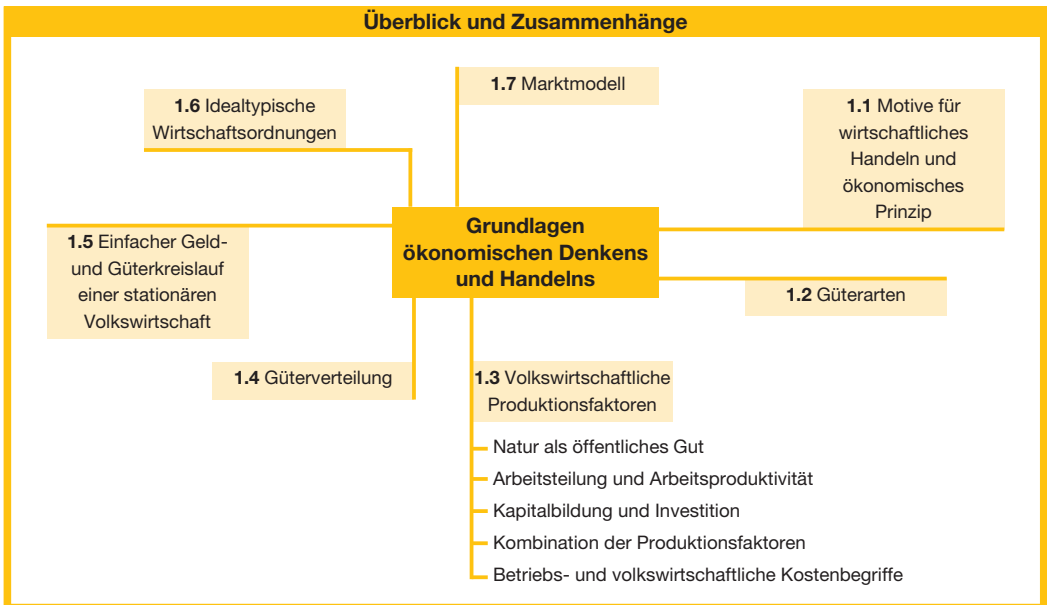 Überblick und Zusammenhänge
1.7 Marktmodell
1.6 Idealtypische
Wirtschaftsordnungen
1.1 Motive für
wirtschaftliches
Handeln und
ökonomisches
Prinzip
Grundlagen
ökonomischen Denkens
und Handelns
1.5 Einfacher Geld-
und Güterkreislauf
einer stationären
Volkswirtschaft
1.2 Güterarten
1.4 Güterverteilung
1.3 Volkswirtschaftliche
Produktionsfaktoren
Natur als öffentliches Gut
Arbeitsteilung und Arbeitsproduktivität
Kapitalbildung und Investition
Kombination der Produktionsfaktoren
Betriebs- und volkswirtschaftliche Kostenbegriffe